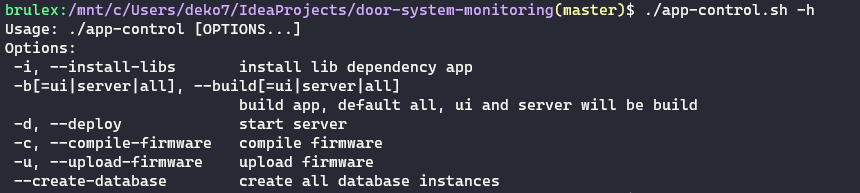 brulex:/mnt/c/Users/deko7/IdeaProjects/door-system-monitoring(master)$ ./app-control.sh -h
Usage: ./app-control [OPTIONS...]
Options:
-i, --install-libs install lib dependency app
-b[=ui|server|all], --build[=ui|server|all]
build app, default all, ui and server will be build
-d, --deploy start server
-c, --compile-firmware compile firmware
-u, --upload-firmware upload firmware
--create-database create all database instances